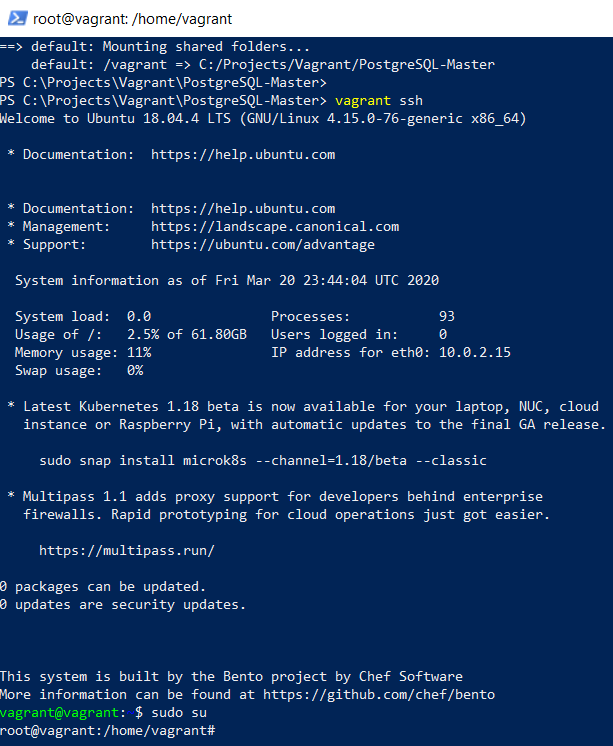 root@vagrant: /home/vagrant
==> default: Mounting shared folders...
    default: /vagrant => C:/Projects/Vagrant/PostgreSQL-Master
PS C:\Projects\Vagrant\PostgreSQL-Master>
PS C:\Projects\Vagrant\PostgreSQL-Master> vagrant ssh
Welcome to Ubuntu 18.04.4 LTS (GNU/Linux 4.15.0-76-generic x86_64)
 * Documentation:  https://help.ubuntu.com
 * Documentation:  https://help.ubuntu.com
 * Management:     https://landscape.canonical.com
 * Support:        https://ubuntu.com/advantage
  System information as of Fri Mar 20 23:44:04 UTC 2020
  System load:  0.0                Processes:           93
  Usage of /:   2.5% of 61.80GB   Users logged in:     0
  Memory usage: 11%               IP address for eth0: 10.0.2.15
  Swap usage:   0%
 * Latest Kubernetes 1.18 beta is now available for your laptop, NUC, cloud
   instance or Raspberry Pi, with automatic updates to the final GA release.
     sudo snap install microk8s --channel=1.18/beta --classic
 * Multipass 1.1 adds proxy support for developers behind enterprise
   firewalls. Rapid prototyping for cloud operations just got easier.
     https://multipass.run/
0 packages can be updated.
0 updates are security updates.
This system is built by the Bento project by Chef Software
More information can be found at https://github.com/chef/bento
vagrant@vagrant: $ sudo su
root@vagrant:/home/vagrant#